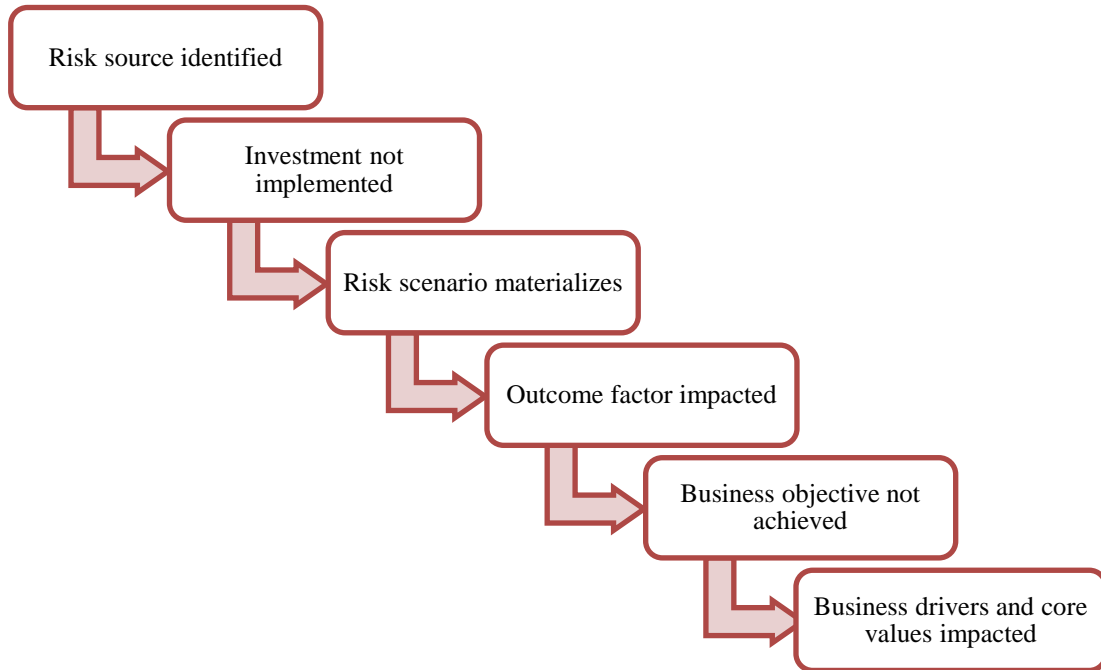 Risk source identified
Investment not
implemented
Risk scenario materializes
Outcome factor impacted
Business objective not
achieved
Business drivers and core
values impacted